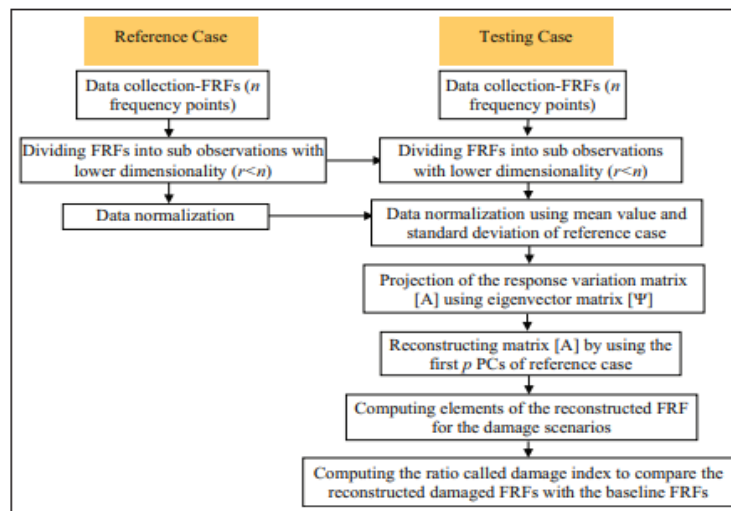 Reference Case
Testing Case
Data collection-FRFs (n
frequency points)
Data collection-FRFs (n
frequency points)
Dividing FRFs into sub observations with
lower dimensionality (r<n)
Dividing FRFs into sub observations
with lower dimensionality (r<n)
Data normalization
Data normalization using mean value and
standard deviation of reference case
Projection of the response variation matrix
[A] using eigenvector matrix [Ψ]
Reconstructing matrix [A] by using the
first p PCs of reference case
Computing elements of the reconstructed FRF
for the damage scenarios
Computing the ratio called damage index to compare the
reconstructed damaged FRFs with the baseline FRFs